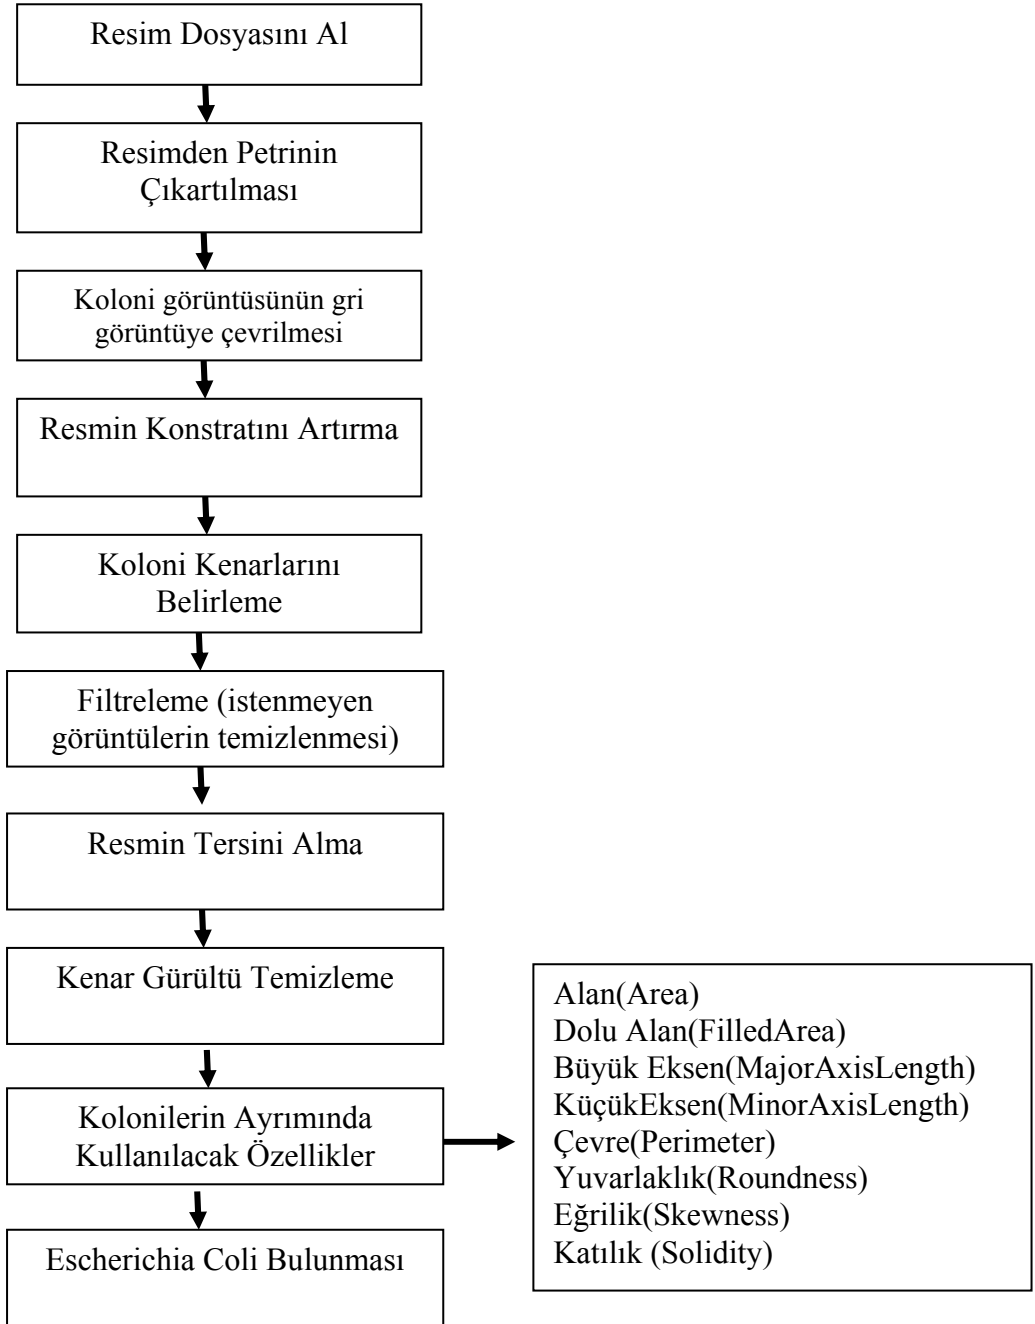 Resim Dosyasını Al
Resimden Petrinin
Çıkartılması
Koloni görüntüsünün gri
görüntüye çevrilmesi
Resmin Konstratını Artırma
Koloni Kenarlarını
Belirleme
Filtreleme (istenmeyen
görüntülerin temizlenmesi)
Resmin Tersini Alma
Kenar Gürültü Temizleme
Kolonilerin Ayrımında
Kullanılacak Özellikler
Alan(Area)
Dolu Alan(FilledArea)
Büyük Eksen(MajorAxisLength)
KüçükEksen(MinorAxisLength)
Çevre(Perimeter)
Yuvarlaklık(Roundness)
Eğrilik(Skewness)
Katılık (Solidity)
Escherichia Coli Bulunması